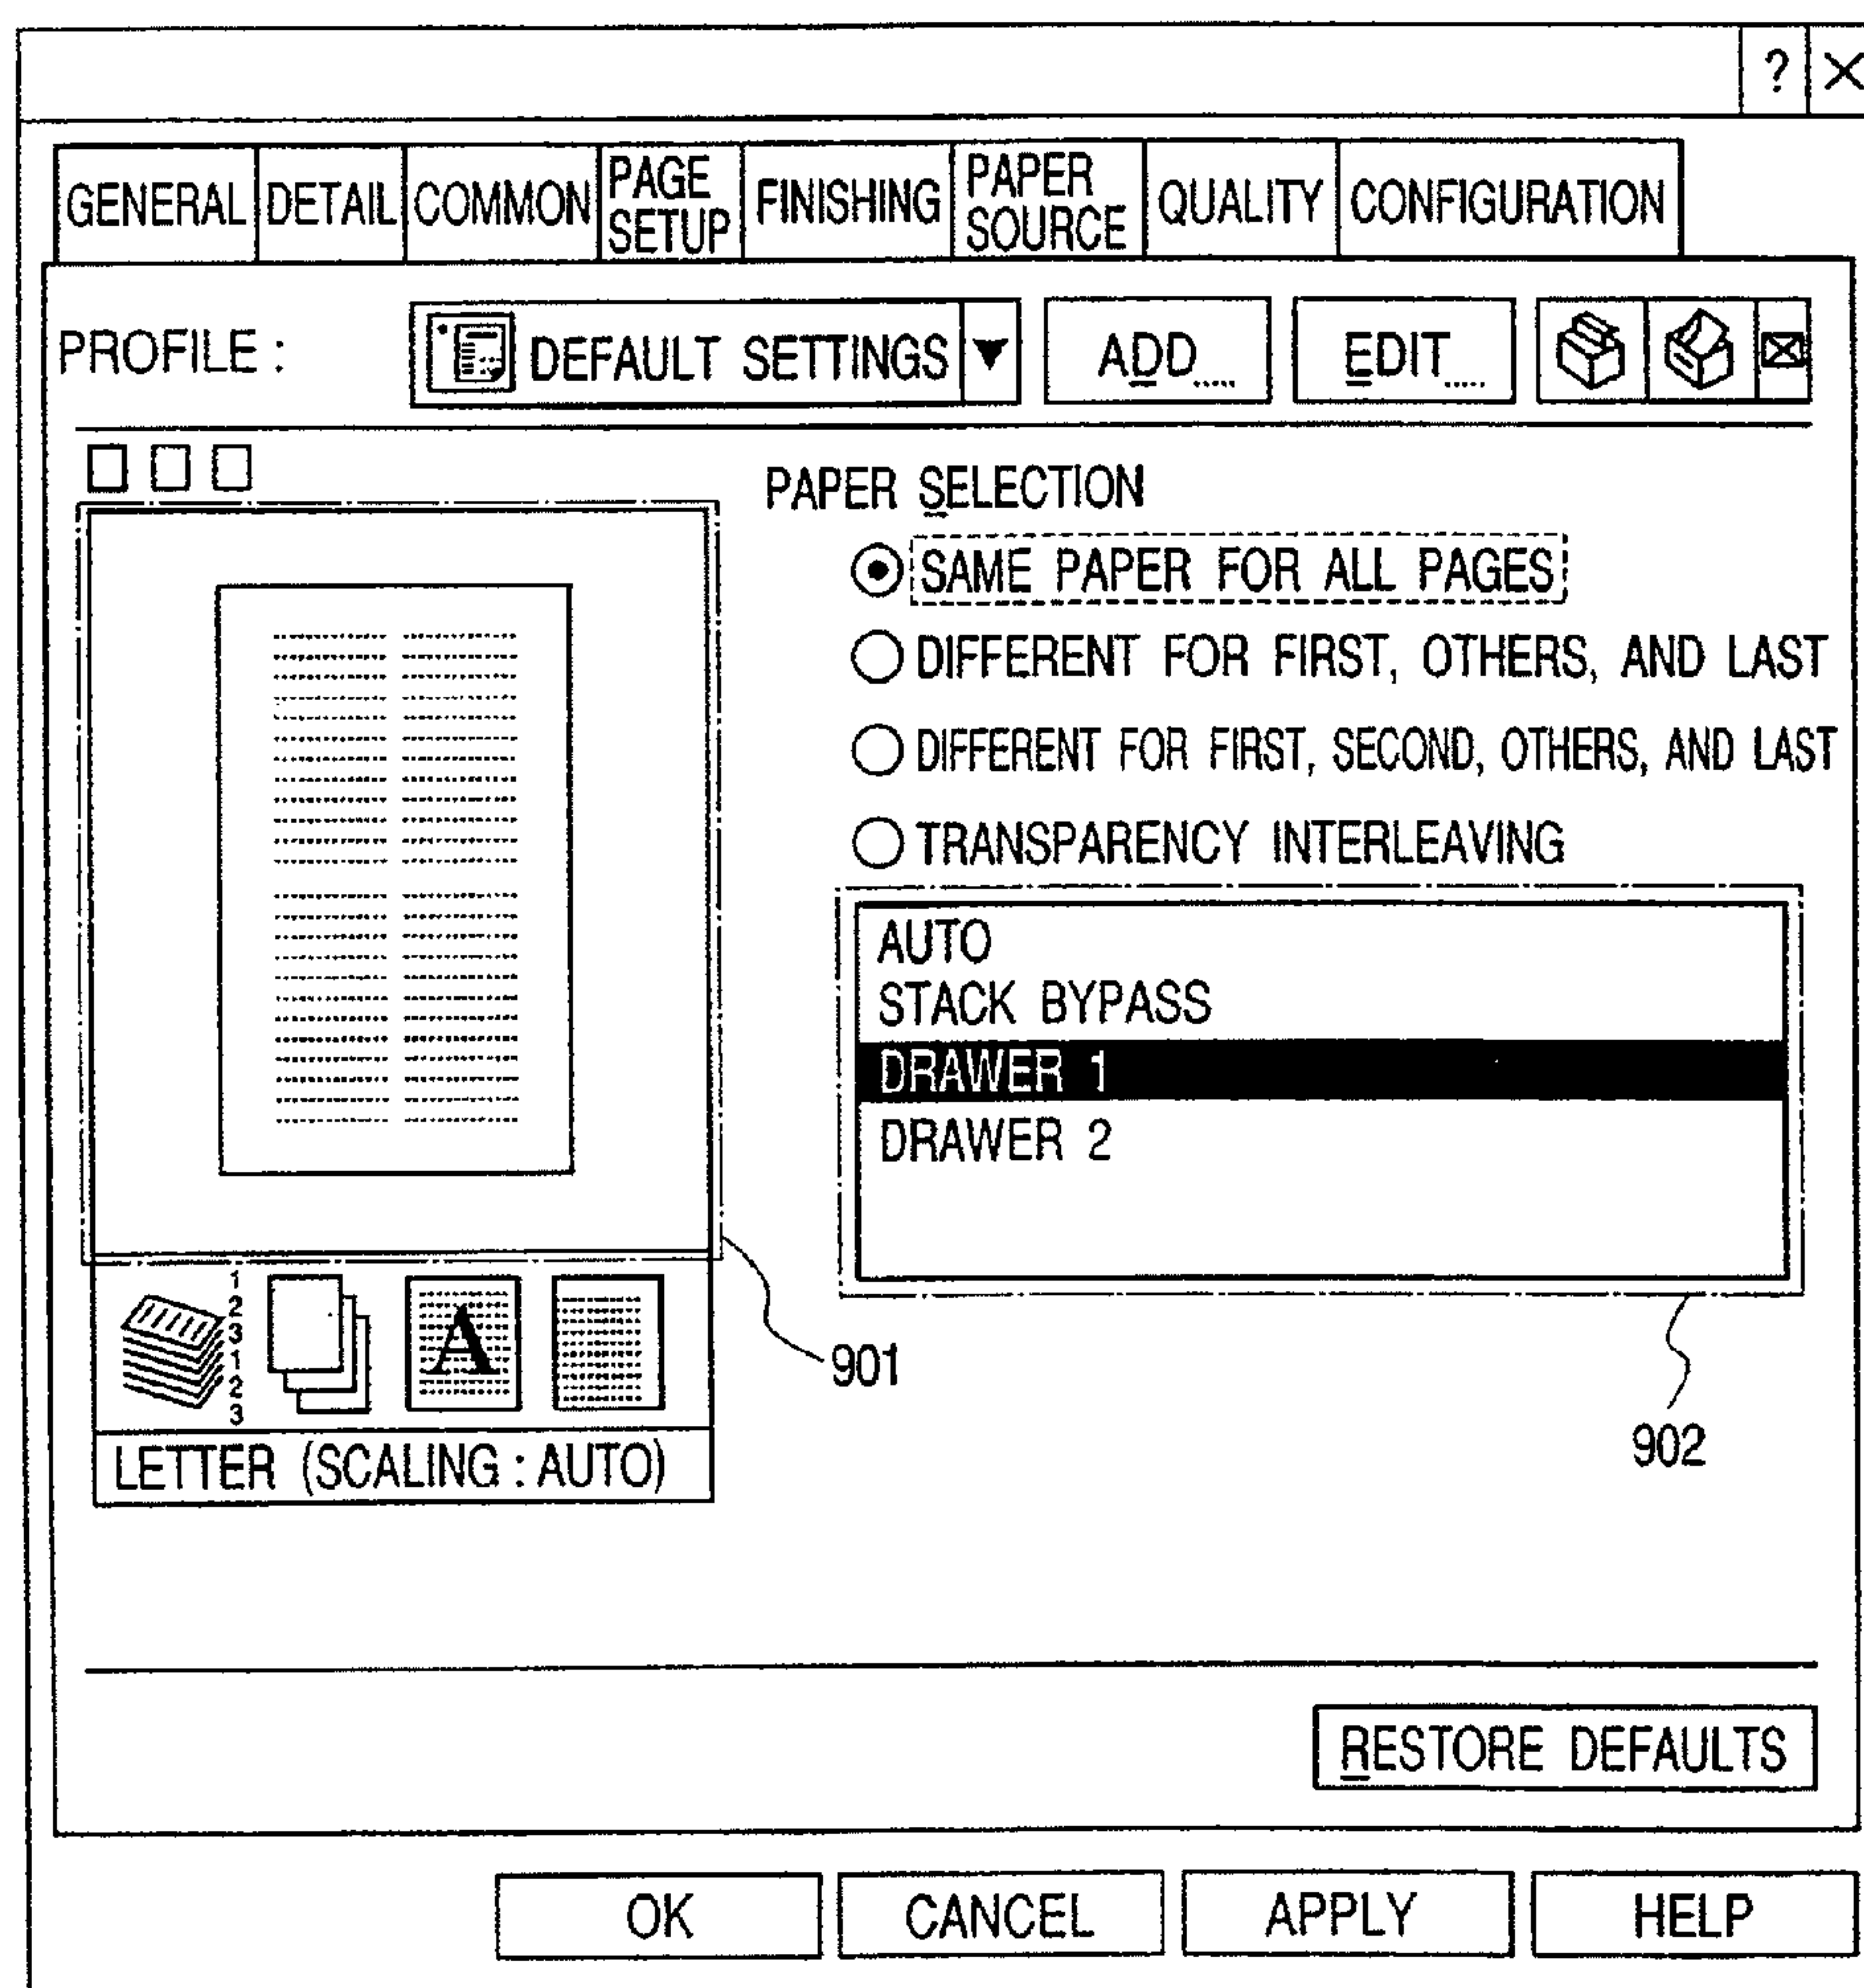 ? ×
GENERAL DETAIL COMMON PAGE SETUP FINISHING PAPER SOURCE QUALITY CONFIGURATION
PROFILE : DEFAULT SETTINGS ▼ ADD.... EDIT....
PAPER SELECTION
SAME PAPER FOR ALL PAGES
DIFFERENT FOR FIRST, OTHERS, AND LAST
DIFFERENT FOR FIRST, SECOND, OTHERS, AND LAST
TRANSPARENCY INTERLEAVING
AUTO
STACK BYPASS
DRAWER 1
DRAWER 2
1
2
3
1
2
3
A
901
902
LETTER (SCALING : AUTO)
RESTORE DEFAULTS
OK CANCEL APPLY HELP